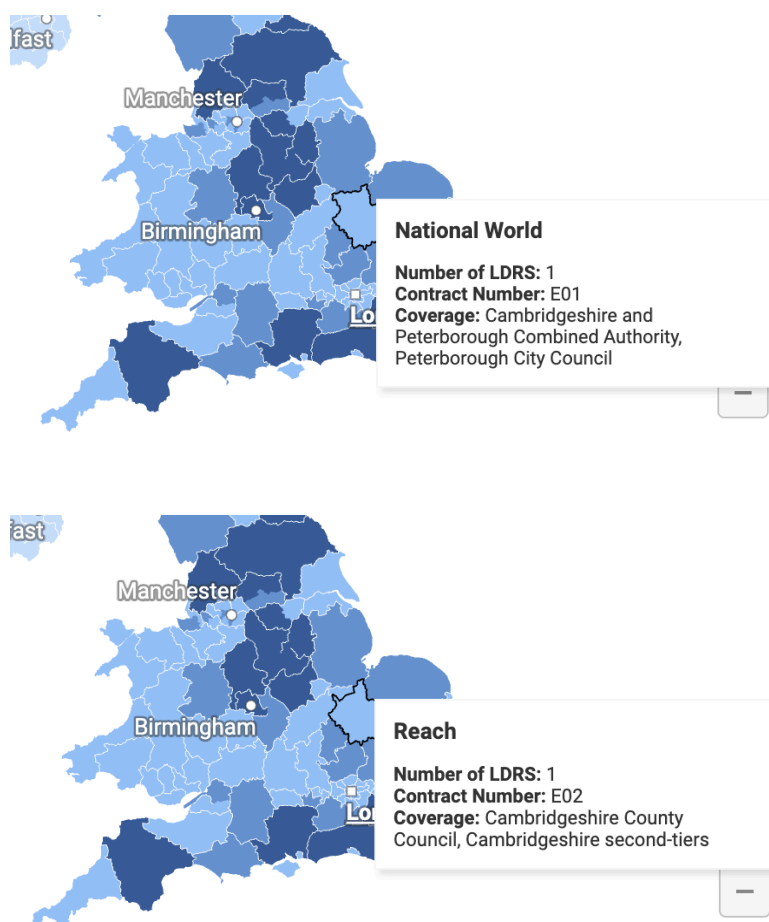 fast
Manchester
Birmingham
Lo
National World
Number of LDRS: 1
Contract Number: E01
Coverage: Cambridgeshire and
Peterborough Combined Authority,
Peterborough City Council
−
fast
Manchester
Birmingham
Lo
Reach
Number of LDRS: 1
Contract Number: E02
Coverage: Cambridgeshire County
Council, Cambridgeshire second-tiers
−